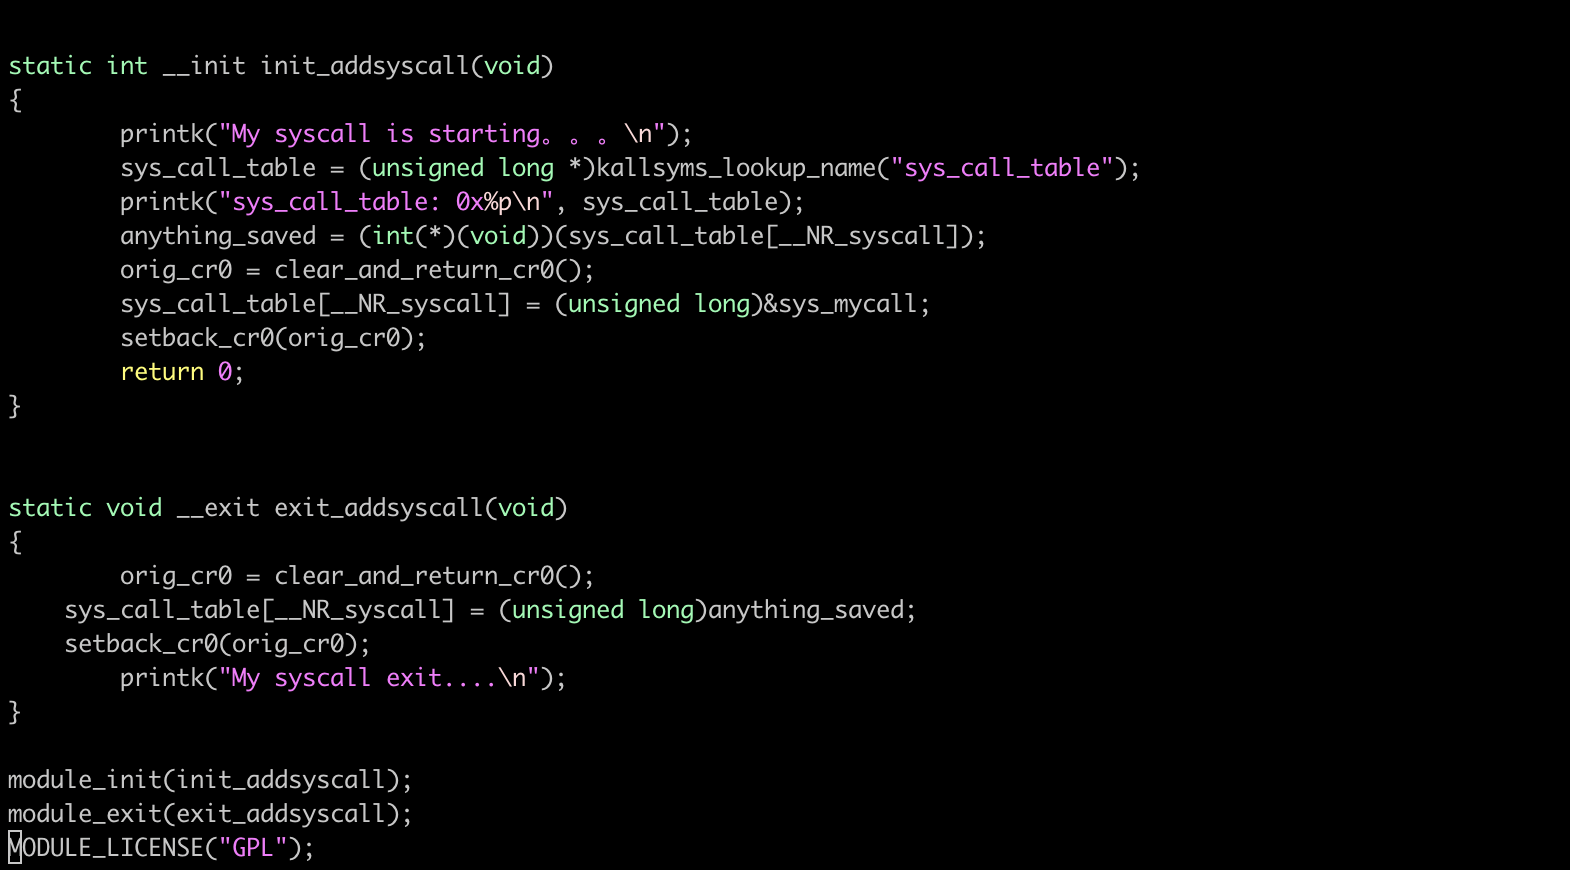 static int __init init_addsyscall(void)
{
        printk("My syscall is starting。。。\n");
        sys_call_table = (unsigned long *)kallsyms_lookup_name("sys_call_table");
        printk("sys_call_table: 0x%p\n", sys_call_table);
        anything_saved = (int(*)(void))(sys_call_table[__NR_syscall]);
        orig_cr0 = clear_and_return_cr0();
        sys_call_table[__NR_syscall] = (unsigned long)&sys_mycall;
        setback_cr0(orig_cr0);
        return 0;
}
static void __exit exit_addsyscall(void)
{
        orig_cr0 = clear_and_return_cr0();
    sys_call_table[__NR_syscall] = (unsigned long)anything_saved;
    setback_cr0(orig_cr0);
        printk("My syscall exit....\n");
}
module_init(init_addsyscall);
module_exit(exit_addsyscall);
MODULE_LICENSE("GPL");